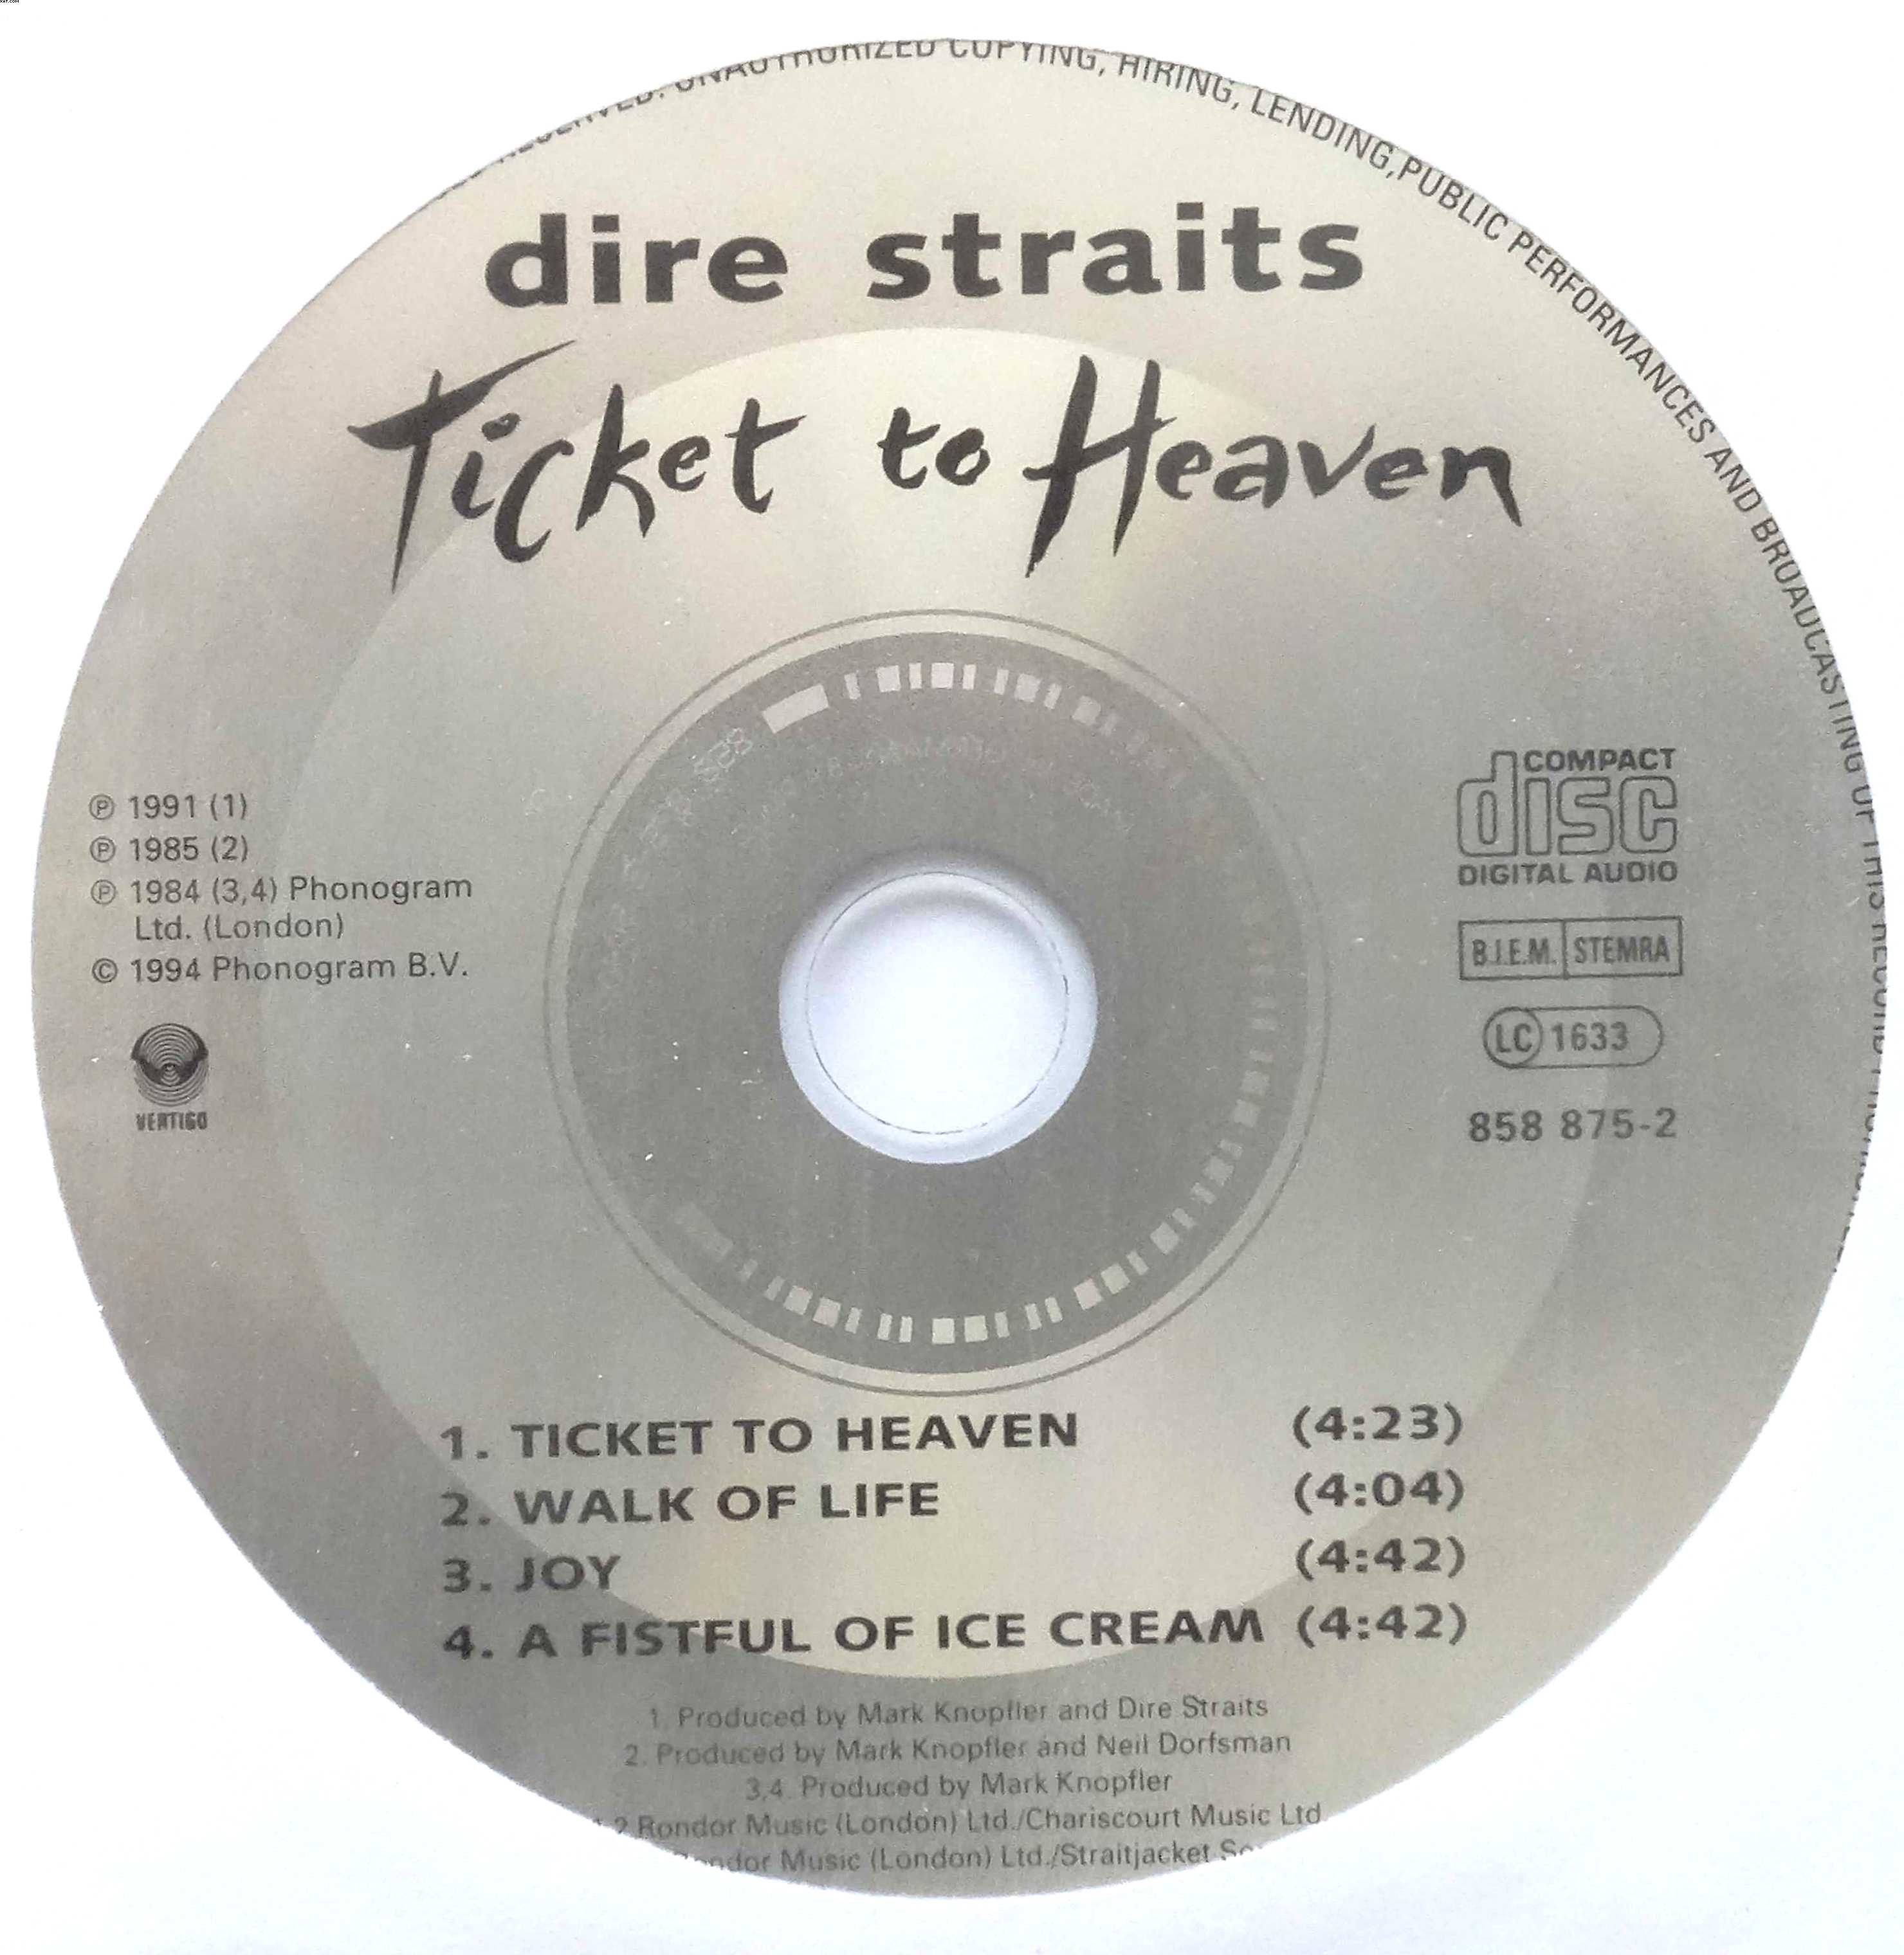 UNAUTHORIZED COPYING, HIRING, LENDING, PUBLIC PERFORMANCES AND BROADCASTING OF THIS RECORD
dire straits
Ticket to Heaven
℗ 1991 (1)
℗ 1985 (2)
℗ 1984 (3,4) Phonogram
Ltd. (London)
© 1994 Phonogram B.V.
VERTIGO
COMPACT
disc
DIGITAL AUDIO
B.I.E.M. STEMRA
LC 1633
858 875-2
1. TICKET TO HEAVEN (4:23)
2. WALK OF LIFE (4:04)
3. JOY (4:42)
4. A FISTFUL OF ICE CREAM (4:42)
1. Produced by Mark Knopfler and Dire Straits
2. Produced by Mark Knopfler and Neil Dorfsman
3,4. Produced by Mark Knopfler
2 Rondor Music (London) Ltd./Chariscourt Music Ltd
Music (London) Ltd./Straitjacket